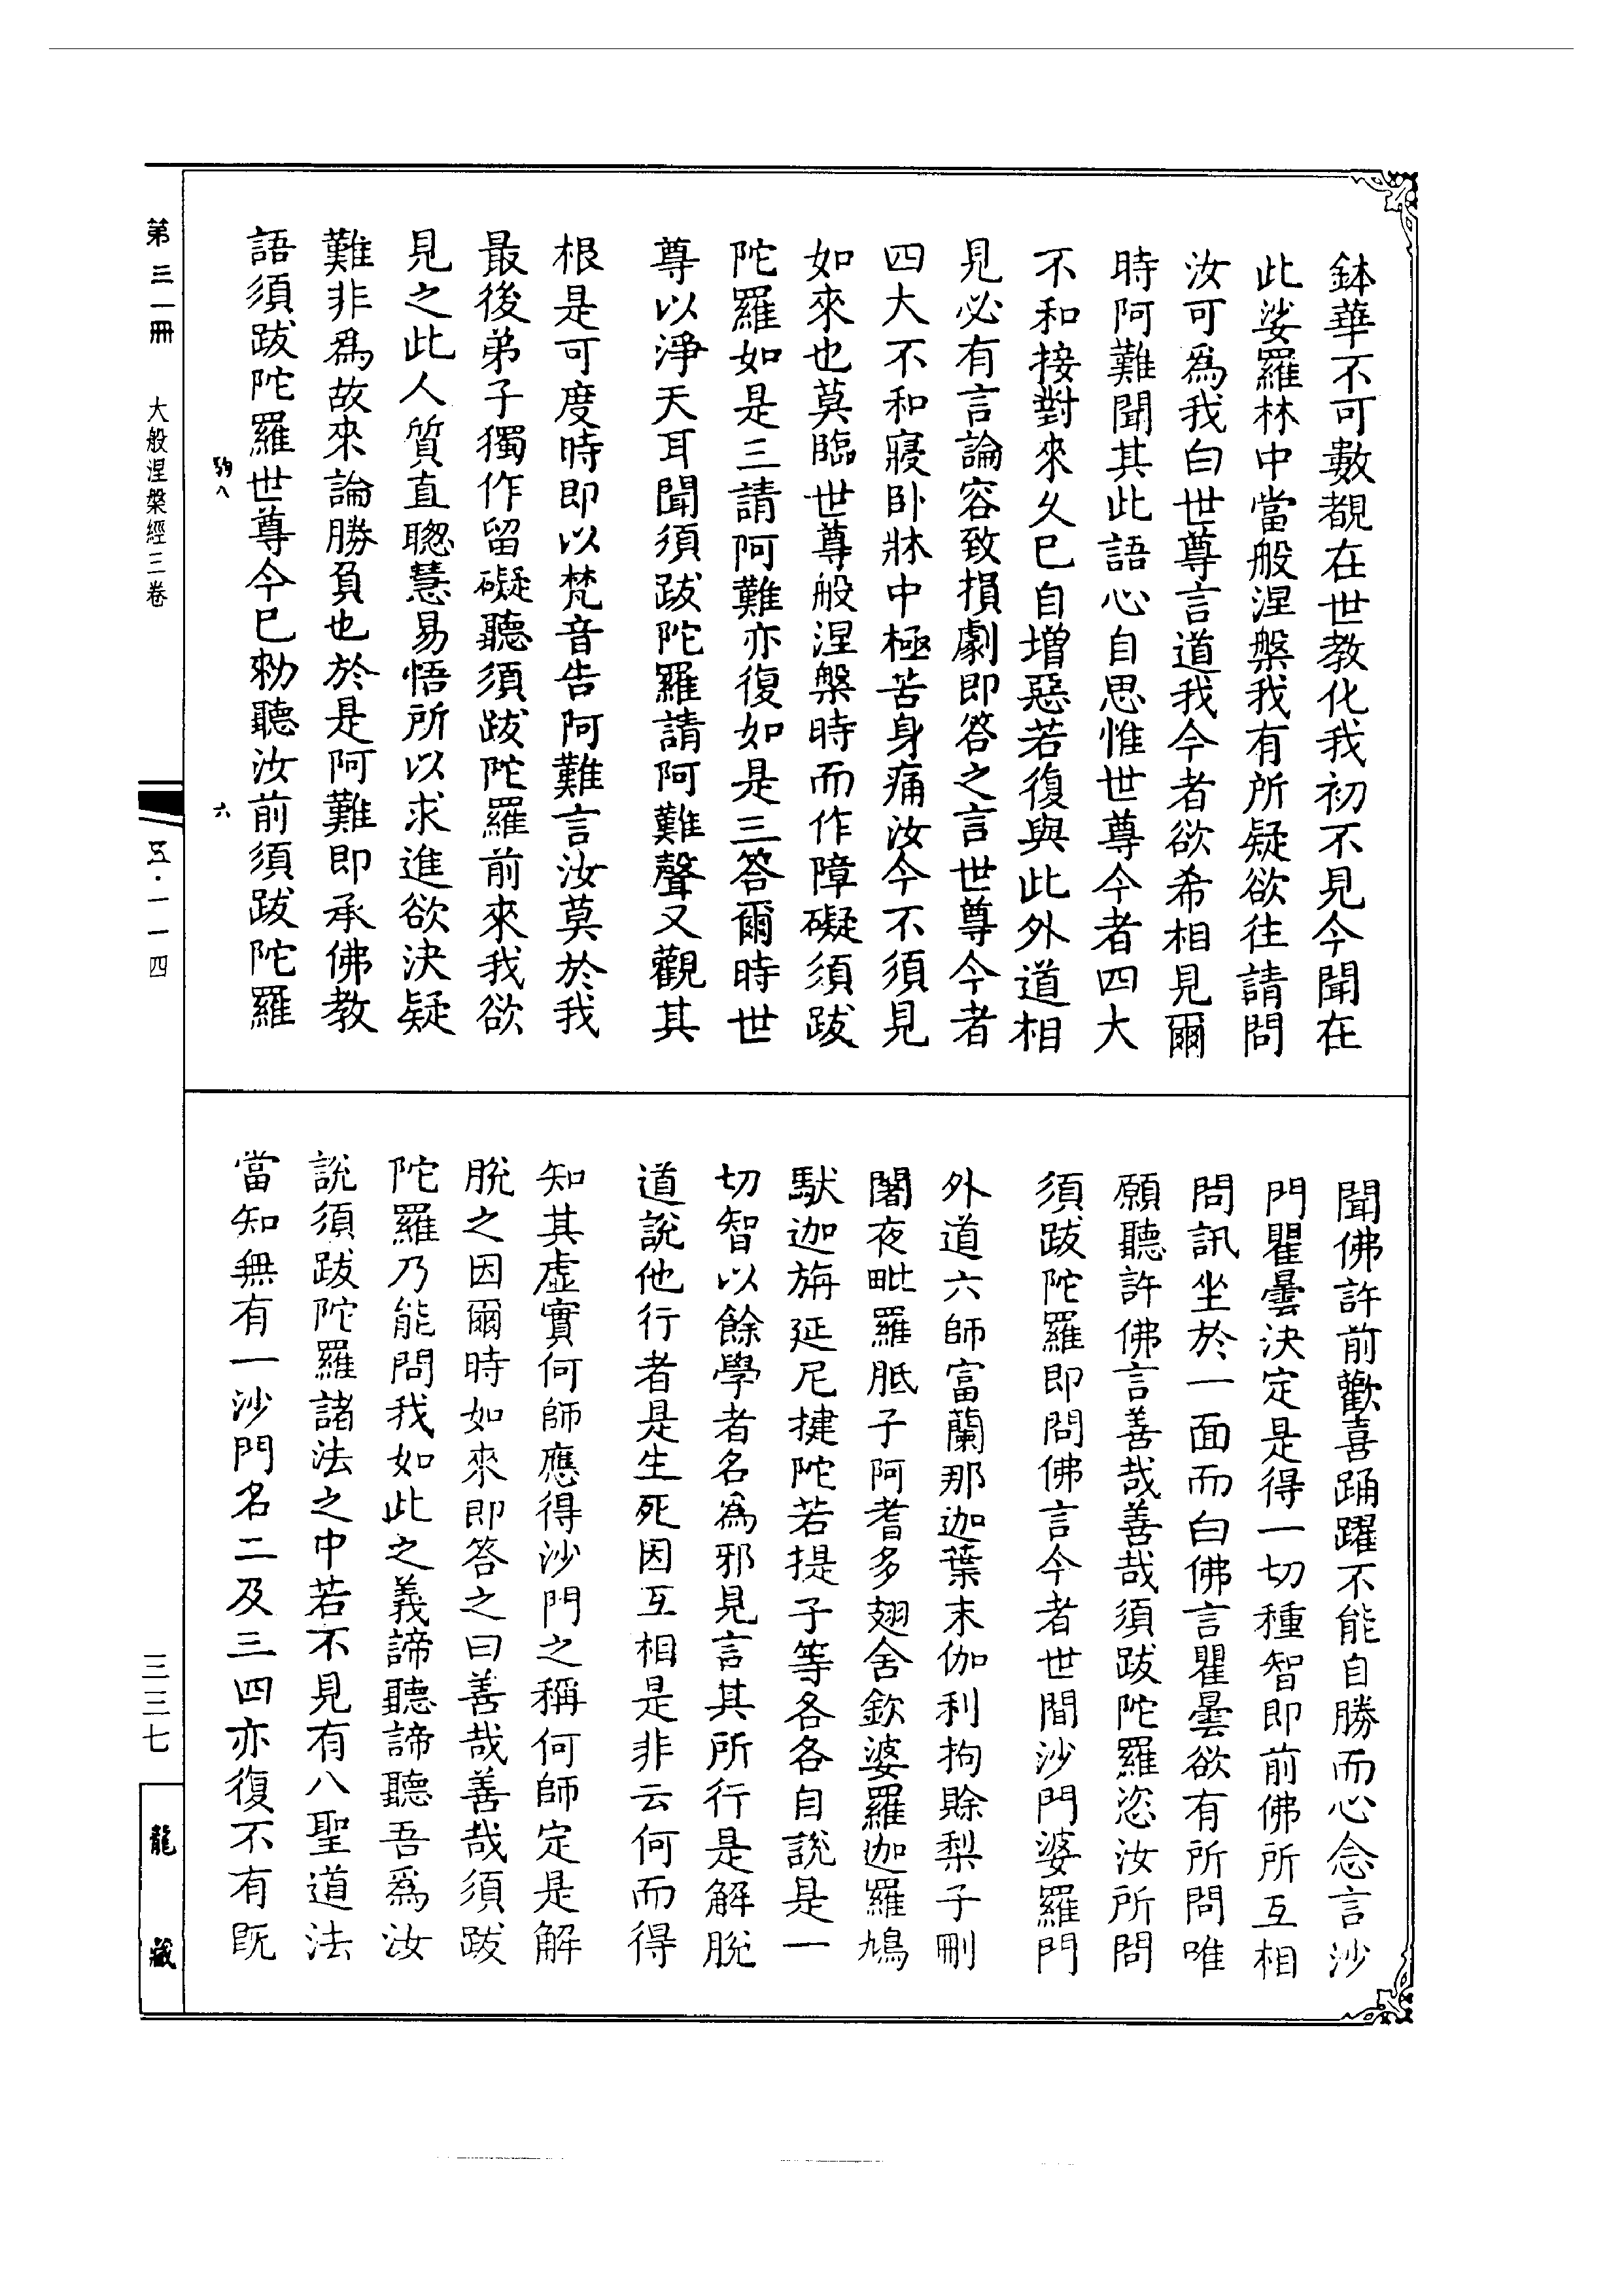 鉢華不可數覩在世教化我初不見今聞在
此娑羅林中當般涅槃我有所疑欲往請問
汝可為我白世尊言道我今者欲希相見爾
時阿難聞其此語心自思惟世尊今者四大
不和接對來久已自增惡若復與此外道相
見必有言論容致損劇即答之言世尊今者
四大不和寢卧牀中極苦身痛汝今不須見
如來也莫臨世尊般涅槃時而作障礙須跋
陀羅如是三請阿難亦復如是三答爾時世
尊以淨天耳聞須跋陀羅請阿難聲又觀其
根是可度時即以梵音告阿難言汝莫於我
最後弟子獨作留礙聽須跋陀羅前來我欲
見之此人質直聰慧易悟所以求進欲決疑
難非爲故來論勝負也於是阿難即承佛教
語須跋陀羅世尊今已勑聽汝前須跋陀羅
聞佛許前歡喜踊躍不能自勝而心念言沙
門瞿曇決定是得一切種智即前佛所互相
問訊坐於一面而白佛言瞿曇欲有所問唯
願聽許佛言善哉善哉須跋陀羅恣汝所問
須跋陀羅即問佛言今者世間沙門婆羅門
外道六師富蘭那迦葉末伽利拘賒梨子刪
闍夜毗羅胝子阿耆多翅舍欽婆羅迦羅鳩
馱迦旃延尼揵陀若提子等各各自說是一
切智以餘學者名爲邪見言其所行是解脫
道說他行者是生死因互相是非云何而得
知其虛實何師應得沙門之稱何師定是解
脫之因爾時如來即答之曰善哉善哉須跋
陀羅乃能問我如此之義諦聽諦聽吾爲汝
說須跋陀羅諸法之中若不見有八聖道法
當知無有一沙門名二及三四亦復不有旣
八
六
第三一冊
大般涅槃經三卷
五·一一四
三三七
龍藏